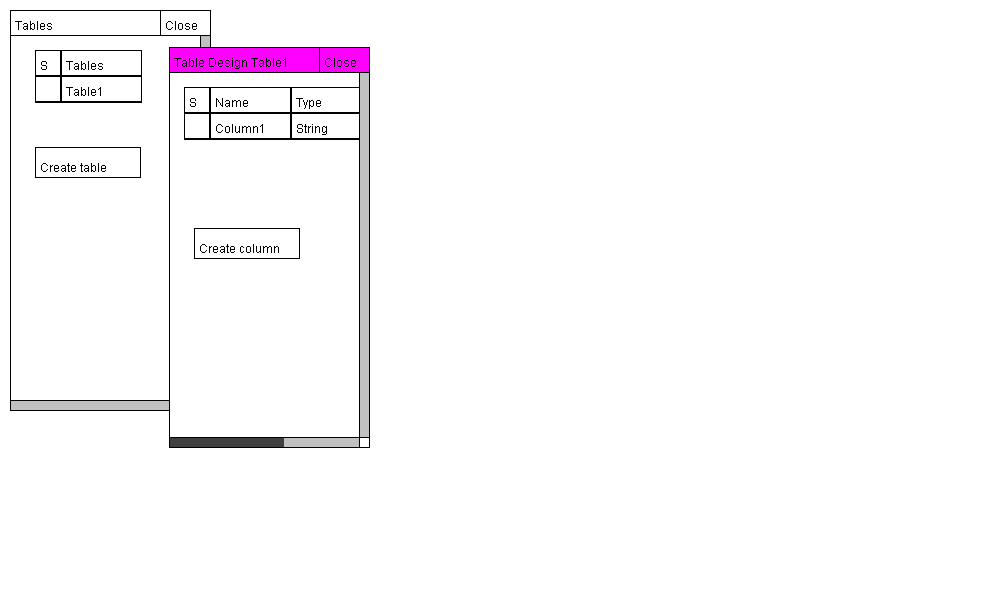 Tables Close
S Tables
Table1
Create table
Table Design Table1 Close
S Name Type
Column1 String
Create column